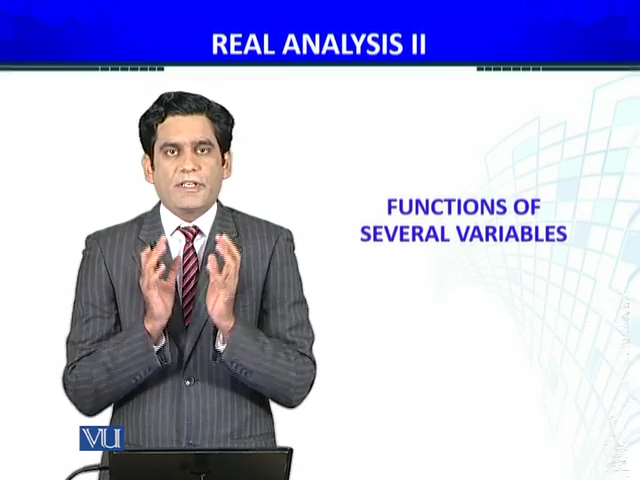 REAL ANALYSIS II
FUNCTIONS OF
SEVERAL VARIABLES
VU